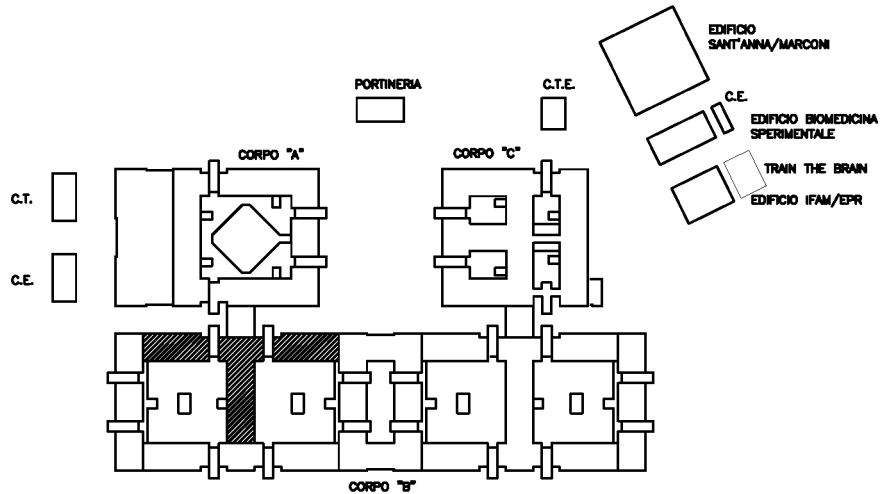 EDIFICIO
SANT'ANNA/MARCONI
PORTINERIA
C.T.E.
C.E.
EDIFICIO BIOMEDICINA
SPERIMENTALE
CORPO "A"
CORPO "C"
TRAIN THE BRAIN
C.T.
EDIFICIO IFAM/EPR
C.E.
CORPO "B"